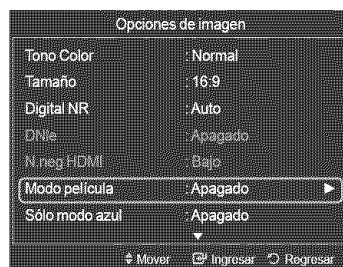 Opciones de imagen
Tono Color : Normal
Tamaño : 16:9
Digital NR : Auto
DNIe : Apagado
N.neg HDMI : Bajo
Modo película : Apagado
Sólo modo azul : Apagado
Mover Ingresar Regresar